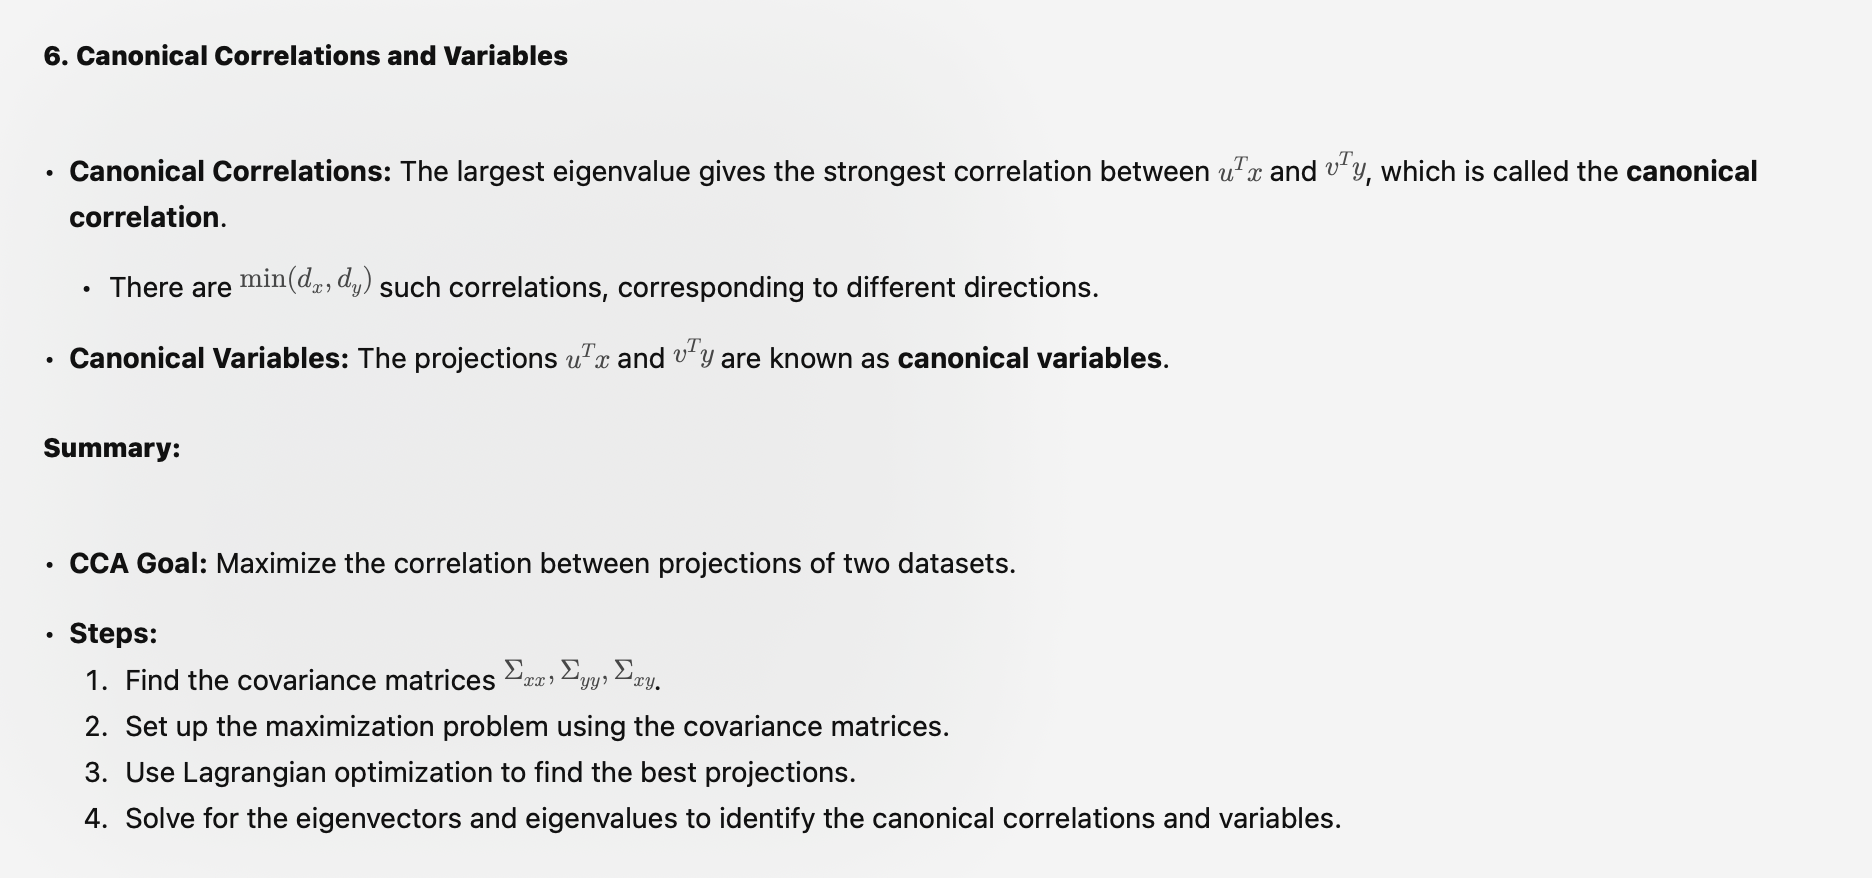 6. Canonical Correlations and Variables
• Canonical Correlations: The largest eigenvalue gives the strongest correlation between $u^T x$ and $v^T y$, which is called the canonical
correlation.
• There are $\min(d_x, d_y)$ such correlations, corresponding to different directions.
• Canonical Variables: The projections $u^T x$ and $v^T y$ are known as canonical variables.
Summary:
• CCA Goal: Maximize the correlation between projections of two datasets.
• Steps:
1. Find the covariance matrices $\Sigma_{xx}, \Sigma_{yy}, \Sigma_{xy}$.
2. Set up the maximization problem using the covariance matrices.
3. Use Lagrangian optimization to find the best projections.
4. Solve for the eigenvectors and eigenvalues to identify the canonical correlations and variables.